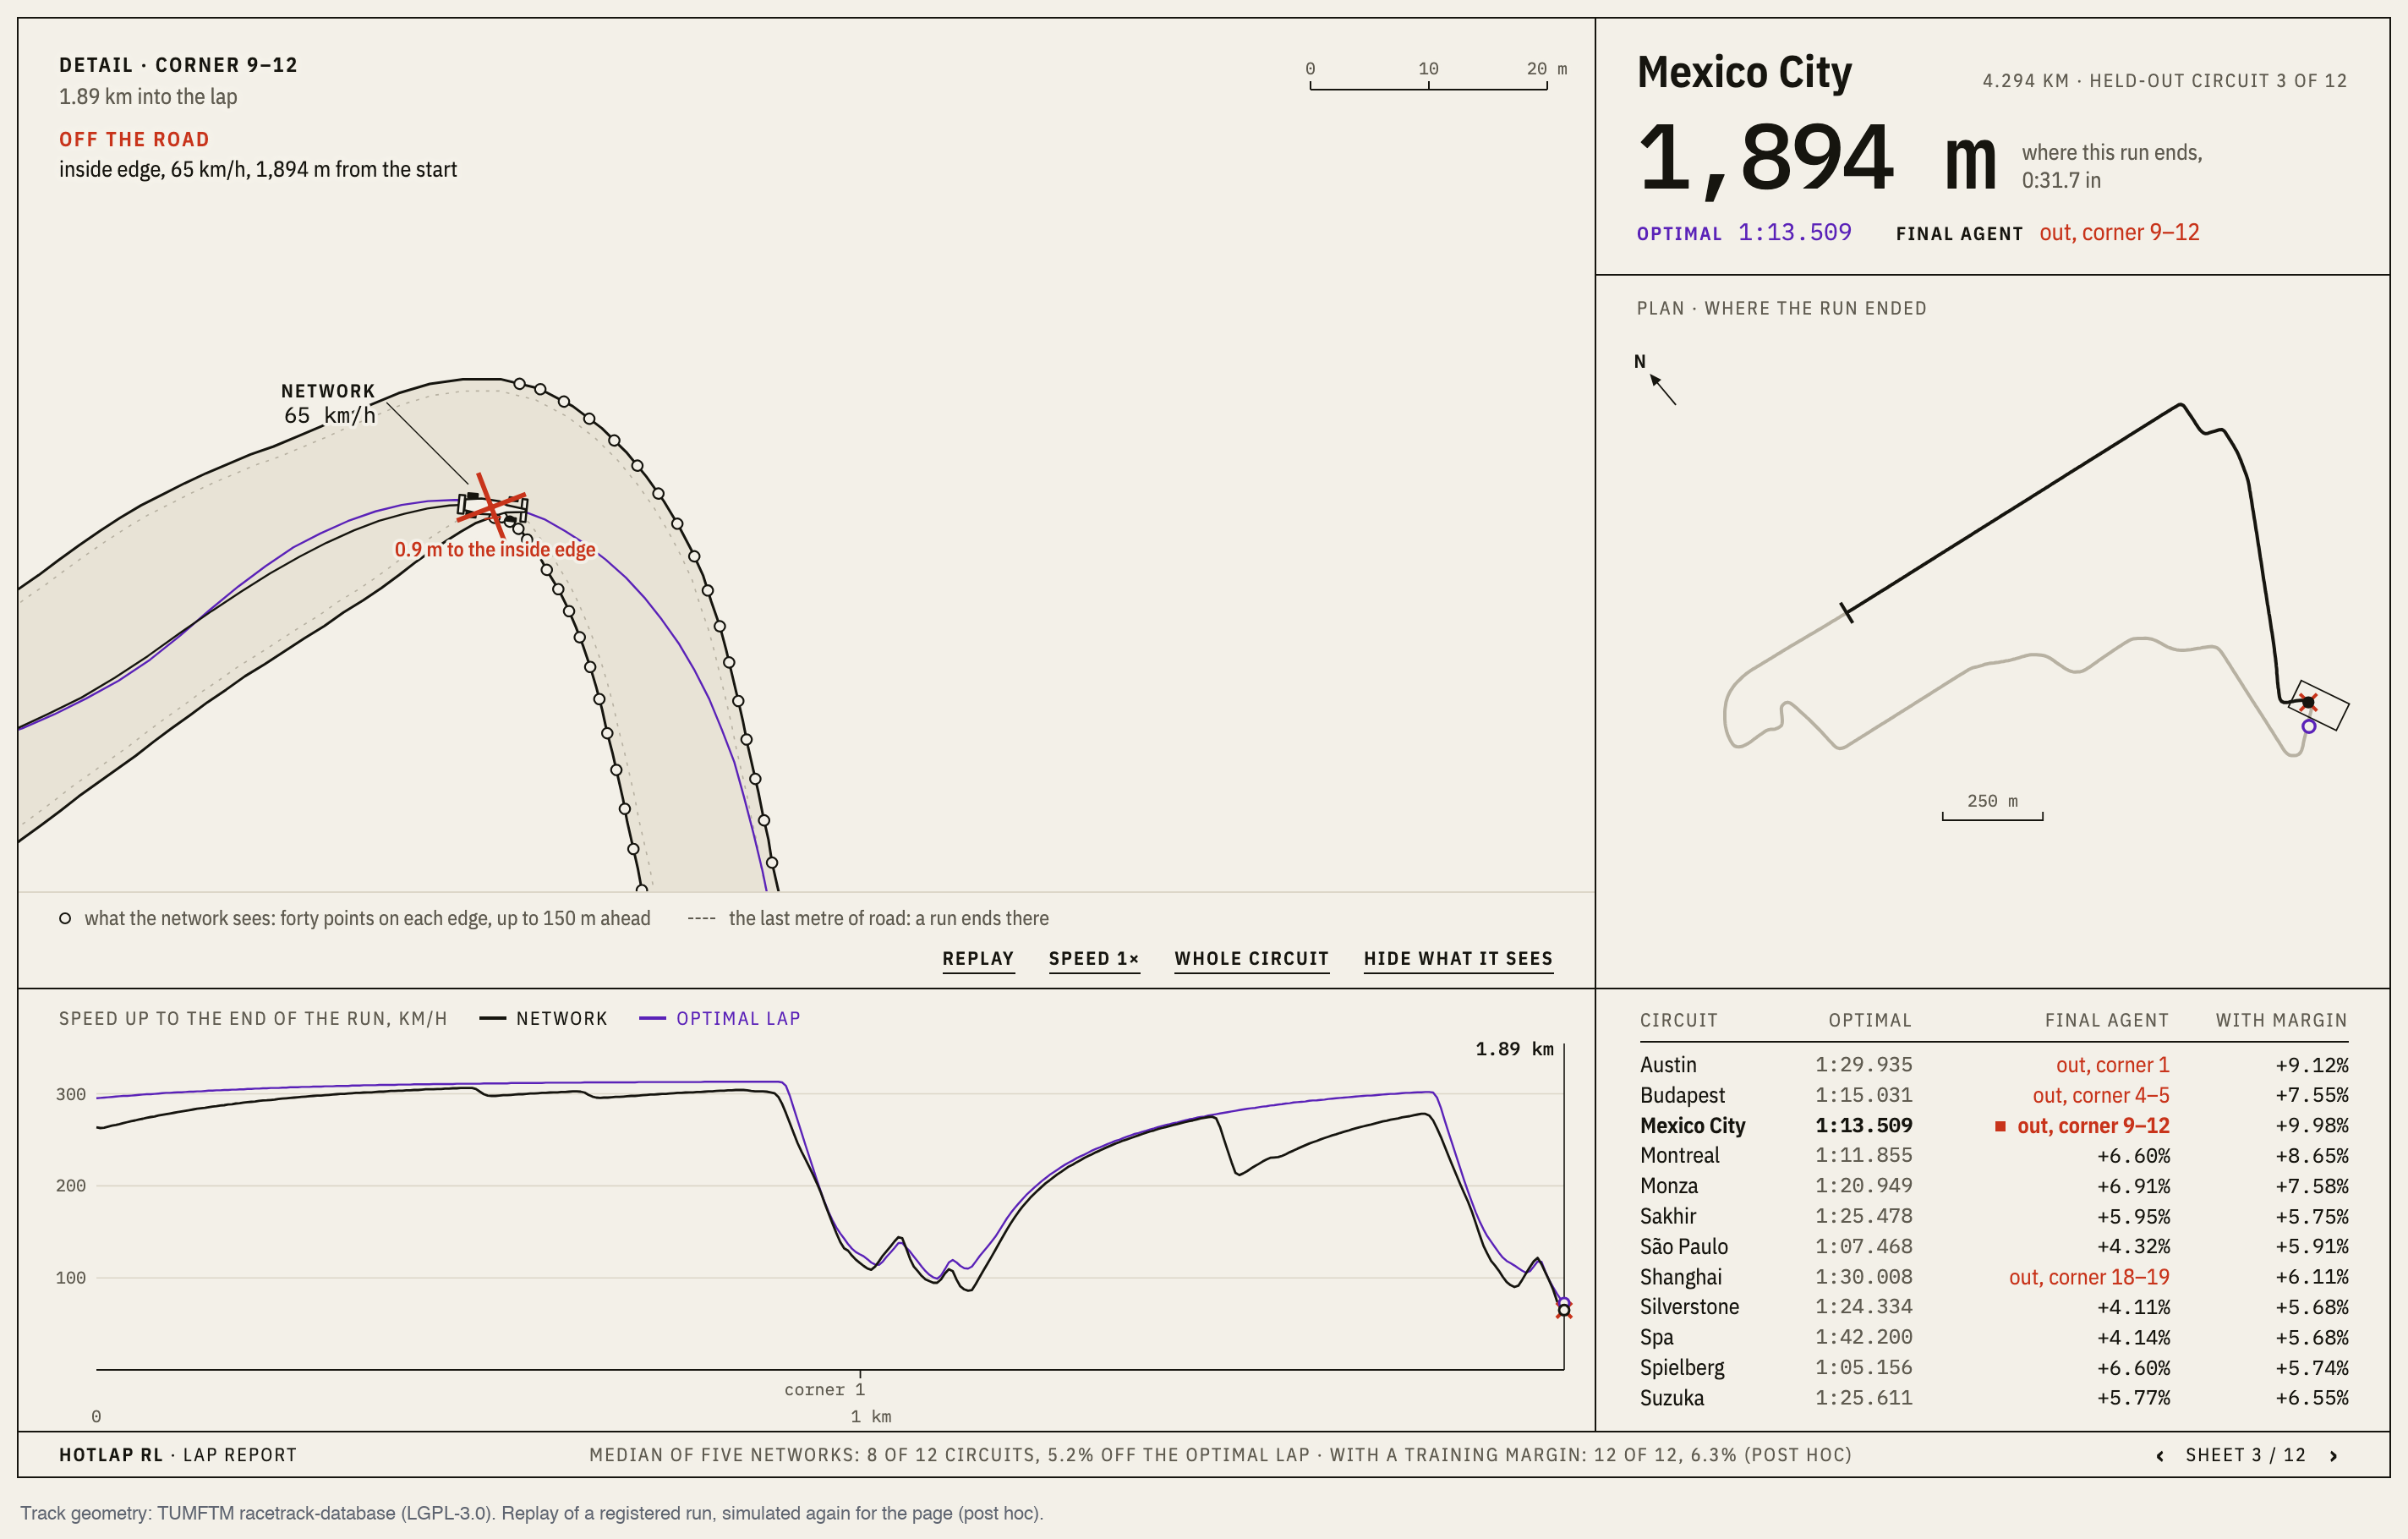 DETAIL · CORNER 9–12
1.89 km into the lap
OFF THE ROAD
inside edge, 65 km/h, 1,894 m from the start
0 10 20 m
NETWORK
65 km/h
0.9 m to the inside edge
what the network sees: forty points on each edge, up to 150 m ahead
the last metre of road: a run ends there
REPLAY SPEED 1× WHOLE CIRCUIT HIDE WHAT IT SEES
Mexico City
4.294 KM · HELD-OUT CIRCUIT 3 OF 12
1,894 m
where this run ends,
0:31.7 in
OPTIMAL 1:13.509 FINAL AGENT out, corner 9–12
PLAN · WHERE THE RUN ENDED
N
250 m
SPEED UP TO THE END OF THE RUN, KM/H NETWORK OPTIMAL LAP
1.89 km
300
200
100
corner 1
0 1 km
CIRCUIT OPTIMAL FINAL AGENT WITH MARGIN
Austin 1:29.935 out, corner 1 +9.12%
Budapest 1:15.031 out, corner 4–5 +7.55%
Mexico City 1:13.509 out, corner 9–12 +9.98%
Montreal 1:11.855 +6.60% +8.65%
Monza 1:20.949 +6.91% +7.58%
Sakhir 1:25.478 +5.95% +5.75%
São Paulo 1:07.468 +4.32% +5.91%
Shanghai 1:30.008 out, corner 18–19 +6.11%
Silverstone 1:24.334 +4.11% +5.68%
Spa 1:42.200 +4.14% +5.68%
Spielberg 1:05.156 +6.60% +5.74%
Suzuka 1:25.611 +5.77% +6.55%
HOTLAP RL · LAP REPORT
MEDIAN OF FIVE NETWORKS: 8 OF 12 CIRCUITS, 5.2% OFF THE OPTIMAL LAP · WITH A TRAINING MARGIN: 12 OF 12, 6.3% (POST HOC)
‹ SHEET 3 / 12 ›
Track geometry: TUMFTM racetrack-database (LGPL-3.0). Replay of a registered run, simulated again for the page (post hoc).